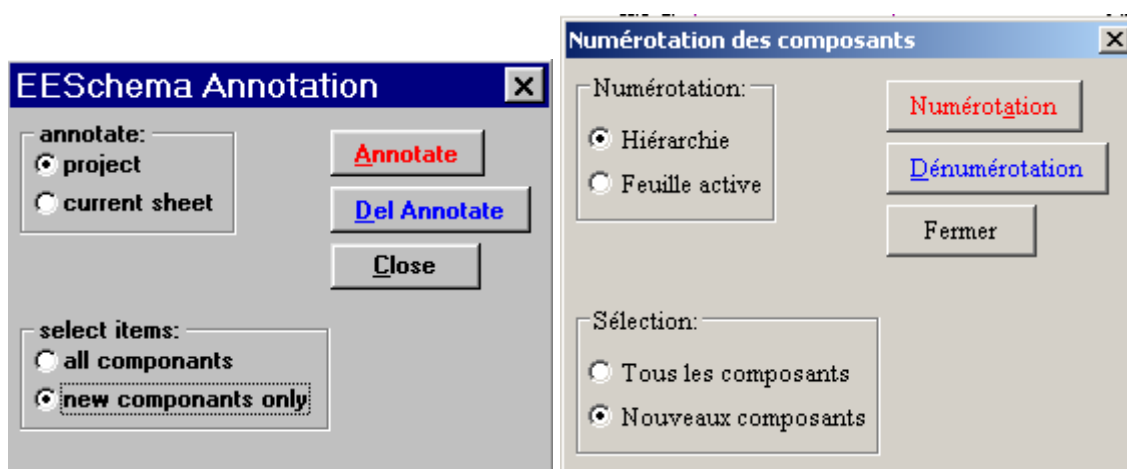 EESchema Annotation
annotate:
project
current sheet
Annotate
Del Annotate
Close
select items:
all componants
new componants only
Numérotation des composants
Numérotation:
Hiérarchie
Feuille active
Numérotation
Dénumérotation
Fermer
Sélection:
Tous les composants
Nouveaux composants